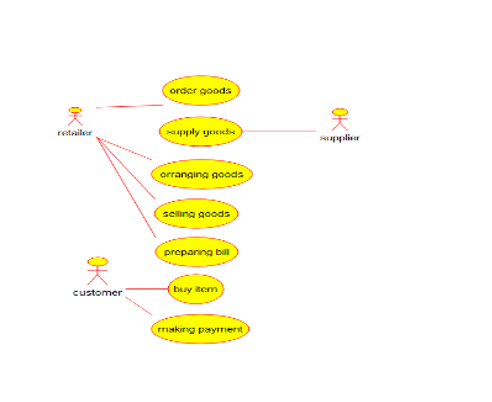 order goods
retailer
supply goods
supplier
orranging goods
selling goods
preparing bill
customer
buy item
making payment